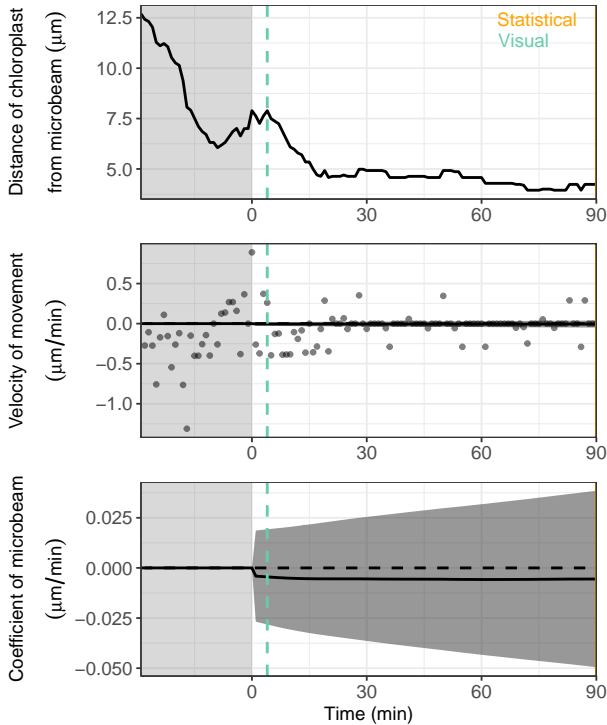 Distance of chloroplast
from microbeam (μm)
12.5
10.0
7.5
5.0
Statistical
Visual
0
30
60
90
Velocity of movement
(μm/min)
0.5
0.0
−0.5
−1.0
0
30
60
90
Coefficient of microbeam
(μm/min)
0.025
0.000
−0.025
−0.050
0
30
60
90
Time (min)